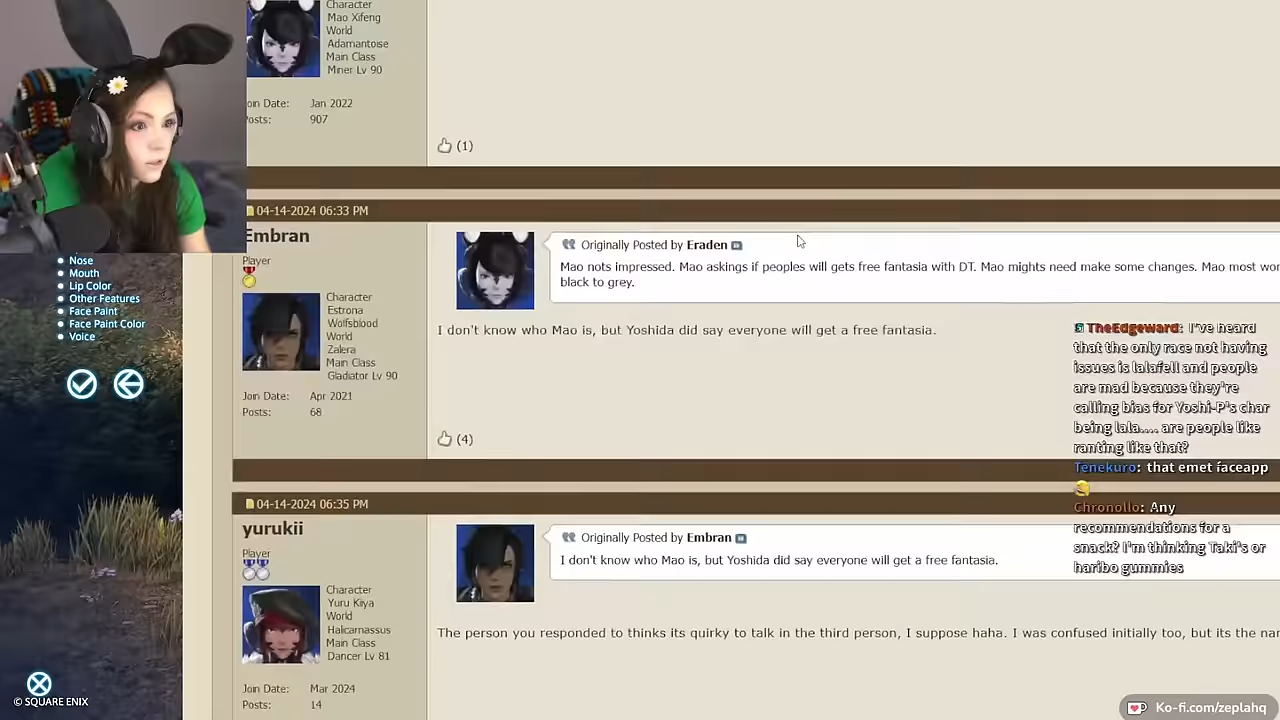 Character
Mao Xifeng
World
Adamantoise
Main Class
Miner Lv 90
oin Date: Jan 2022
osts: 907
(1)
04-14-2024 06:33 PM
Embran
Player
Character
Estrona
Wolfsblood
World
Zalera
Main Class
Gladiator Lv 90
Join Date: Apr 2021
Posts: 68
Originally Posted by Eraden
Mao nots impressed. Mao askings if peoples will gets free fantasia with DT. Mao mights need make some changes. Mao most wor
black to grey.
I don't know who Mao is, but Yoshida did say everyone will get a free fantasia.
(4)
04-14-2024 06:35 PM
yurukii
Player
Character
Yuru Kiya
World
Halicarnassus
Main Class
Dancer Lv 81
Join Date: Mar 2024
Posts: 14
Originally Posted by Embran
I don't know who Mao is, but Yoshida did say everyone will get a free fantasia.
The person you responded to thinks its quirky to talk in the third person, I suppose haha. I was confused initially too, but its the nar
Nose
Mouth
Lip Color
Other Features
Face Paint
Face Paint Color
Voice
© SQUARE ENIX
TheEdgeward: I've heard
that the only race not having
issues is lalafell and people
are mad because they're
calling bias for Yoshi-P's char
being lala.... are people like
ranting like that?
Tenekuro: that emet faceapp
Chronollo: Any
recommendations for a
snack? I'm thinking Taki's or
haribo gummies
Ko-fi.com/zeplahq